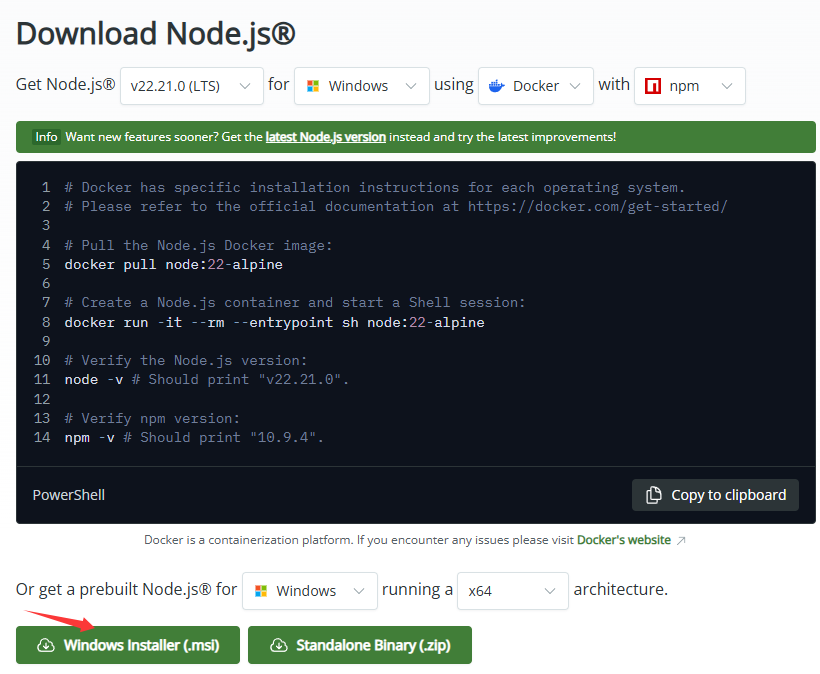 Download Node.js®
Get Node.js® v22.21.0 (LTS) for Windows using Docker with npm
Info Want new features sooner? Get the latest Node.js version instead and try the latest improvements!
1 # Docker has specific installation instructions for each operating system.
2 # Please refer to the official documentation at https://docker.com/get-started/
3
4 # Pull the Node.js Docker image:
5 docker pull node:22-alpine
6
7 # Create a Node.js container and start a Shell session:
8 docker run -it --rm --entrypoint sh node:22-alpine
9
10 # Verify the Node.js version:
11 node -v # Should print "v22.21.0".
12
13 # Verify npm version:
14 npm -v # Should print "10.9.4".
PowerShell Copy to clipboard
Docker is a containerization platform. If you encounter any issues please visit Docker's website
Or get a prebuilt Node.js® for Windows running a x64 architecture.
Windows Installer (.msi) Standalone Binary (.zip)